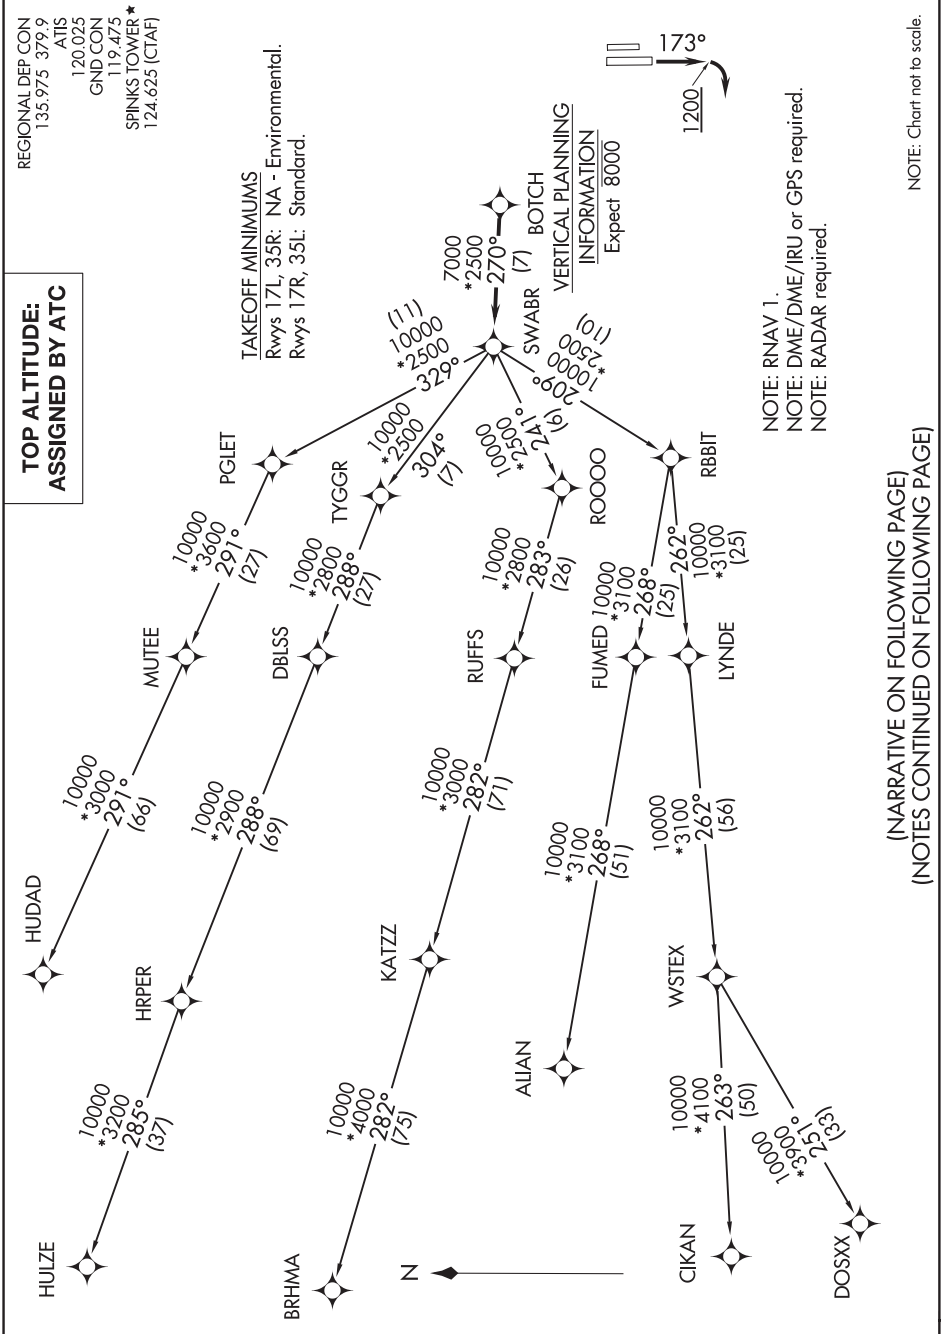 TOP ALTITUDE:
ASSIGNED BY ATC
REGIONAL DEP CON
135.975 379.9
ATIS
120.025
GND CON
119.475
SPINKS TOWER★
124.625 (CTAF)
TAKEOFF MINIMUMS
Rwys 17L, 35R: NA - Environmental.
Rwys 17R, 35L: Standard.
HUDAD
10000
*3000
291°
(66)
MUTEE
10000
*3600
291°
(27)
PGLET
(11)
10000
*2500
329°
HULZE
10000
*3200
285°
(37)
HRPER
10000
*2900
288°
(69)
DBLSS
10000
*2800
288°
(27)
TYGGR
10000
*2500
304°
(7)
BRHMA
10000
*4000
282°
(75)
KATZZ
10000
*3000
282°
(71)
RUFFS
10000
*2800
283°
(26)
ROOOO
10000
*2500
241°
(9)
SWABR
7000
*2500
270°
(7)
BOTCH
VERTICAL PLANNING
INFORMATION
Expect 8000
173°
1200
ALIAN
10000
*3100
268°
(51)
FUMED
10000
*3100
268°
(25)
RBBIT
209°
10000
*2500
(10)
CIKAN
10000
*4100
263°
(50)
WSTEX
10000
*3100
262°
(56)
LYNDE
262°
10000
*3100
(25)
DOSXX
10000
*3900
251°
(33)
N
NOTE: RNAV 1.
NOTE: DME/DME/IRU or GPS required.
NOTE: RADAR required.
(NARRATIVE ON FOLLOWING PAGE)
(NOTES CONTINUED ON FOLLOWING PAGE)
NOTE: Chart not to scale.